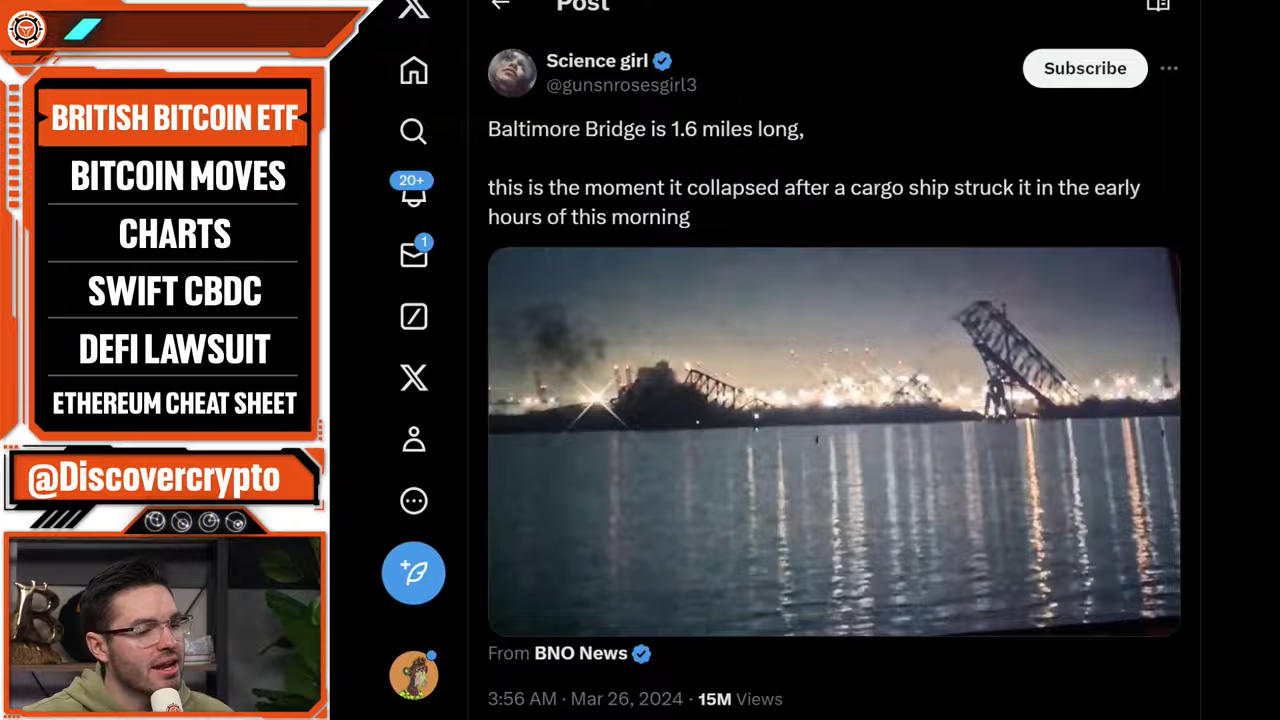 BRITISH BITCOIN ETF
BITCOIN MOVES
CHARTS
SWIFT CBDC
DEFI LAWSUIT
ETHEREUM CHEAT SHEET
@Discovercrypto
Post
Science girl
@gunsnrosesgirl3
Subscribe
Baltimore Bridge is 1.6 miles long,
this is the moment it collapsed after a cargo ship struck it in the early
hours of this morning
20+
1
From BNO News
3:56 AM · Mar 26, 2024 · 15M Views